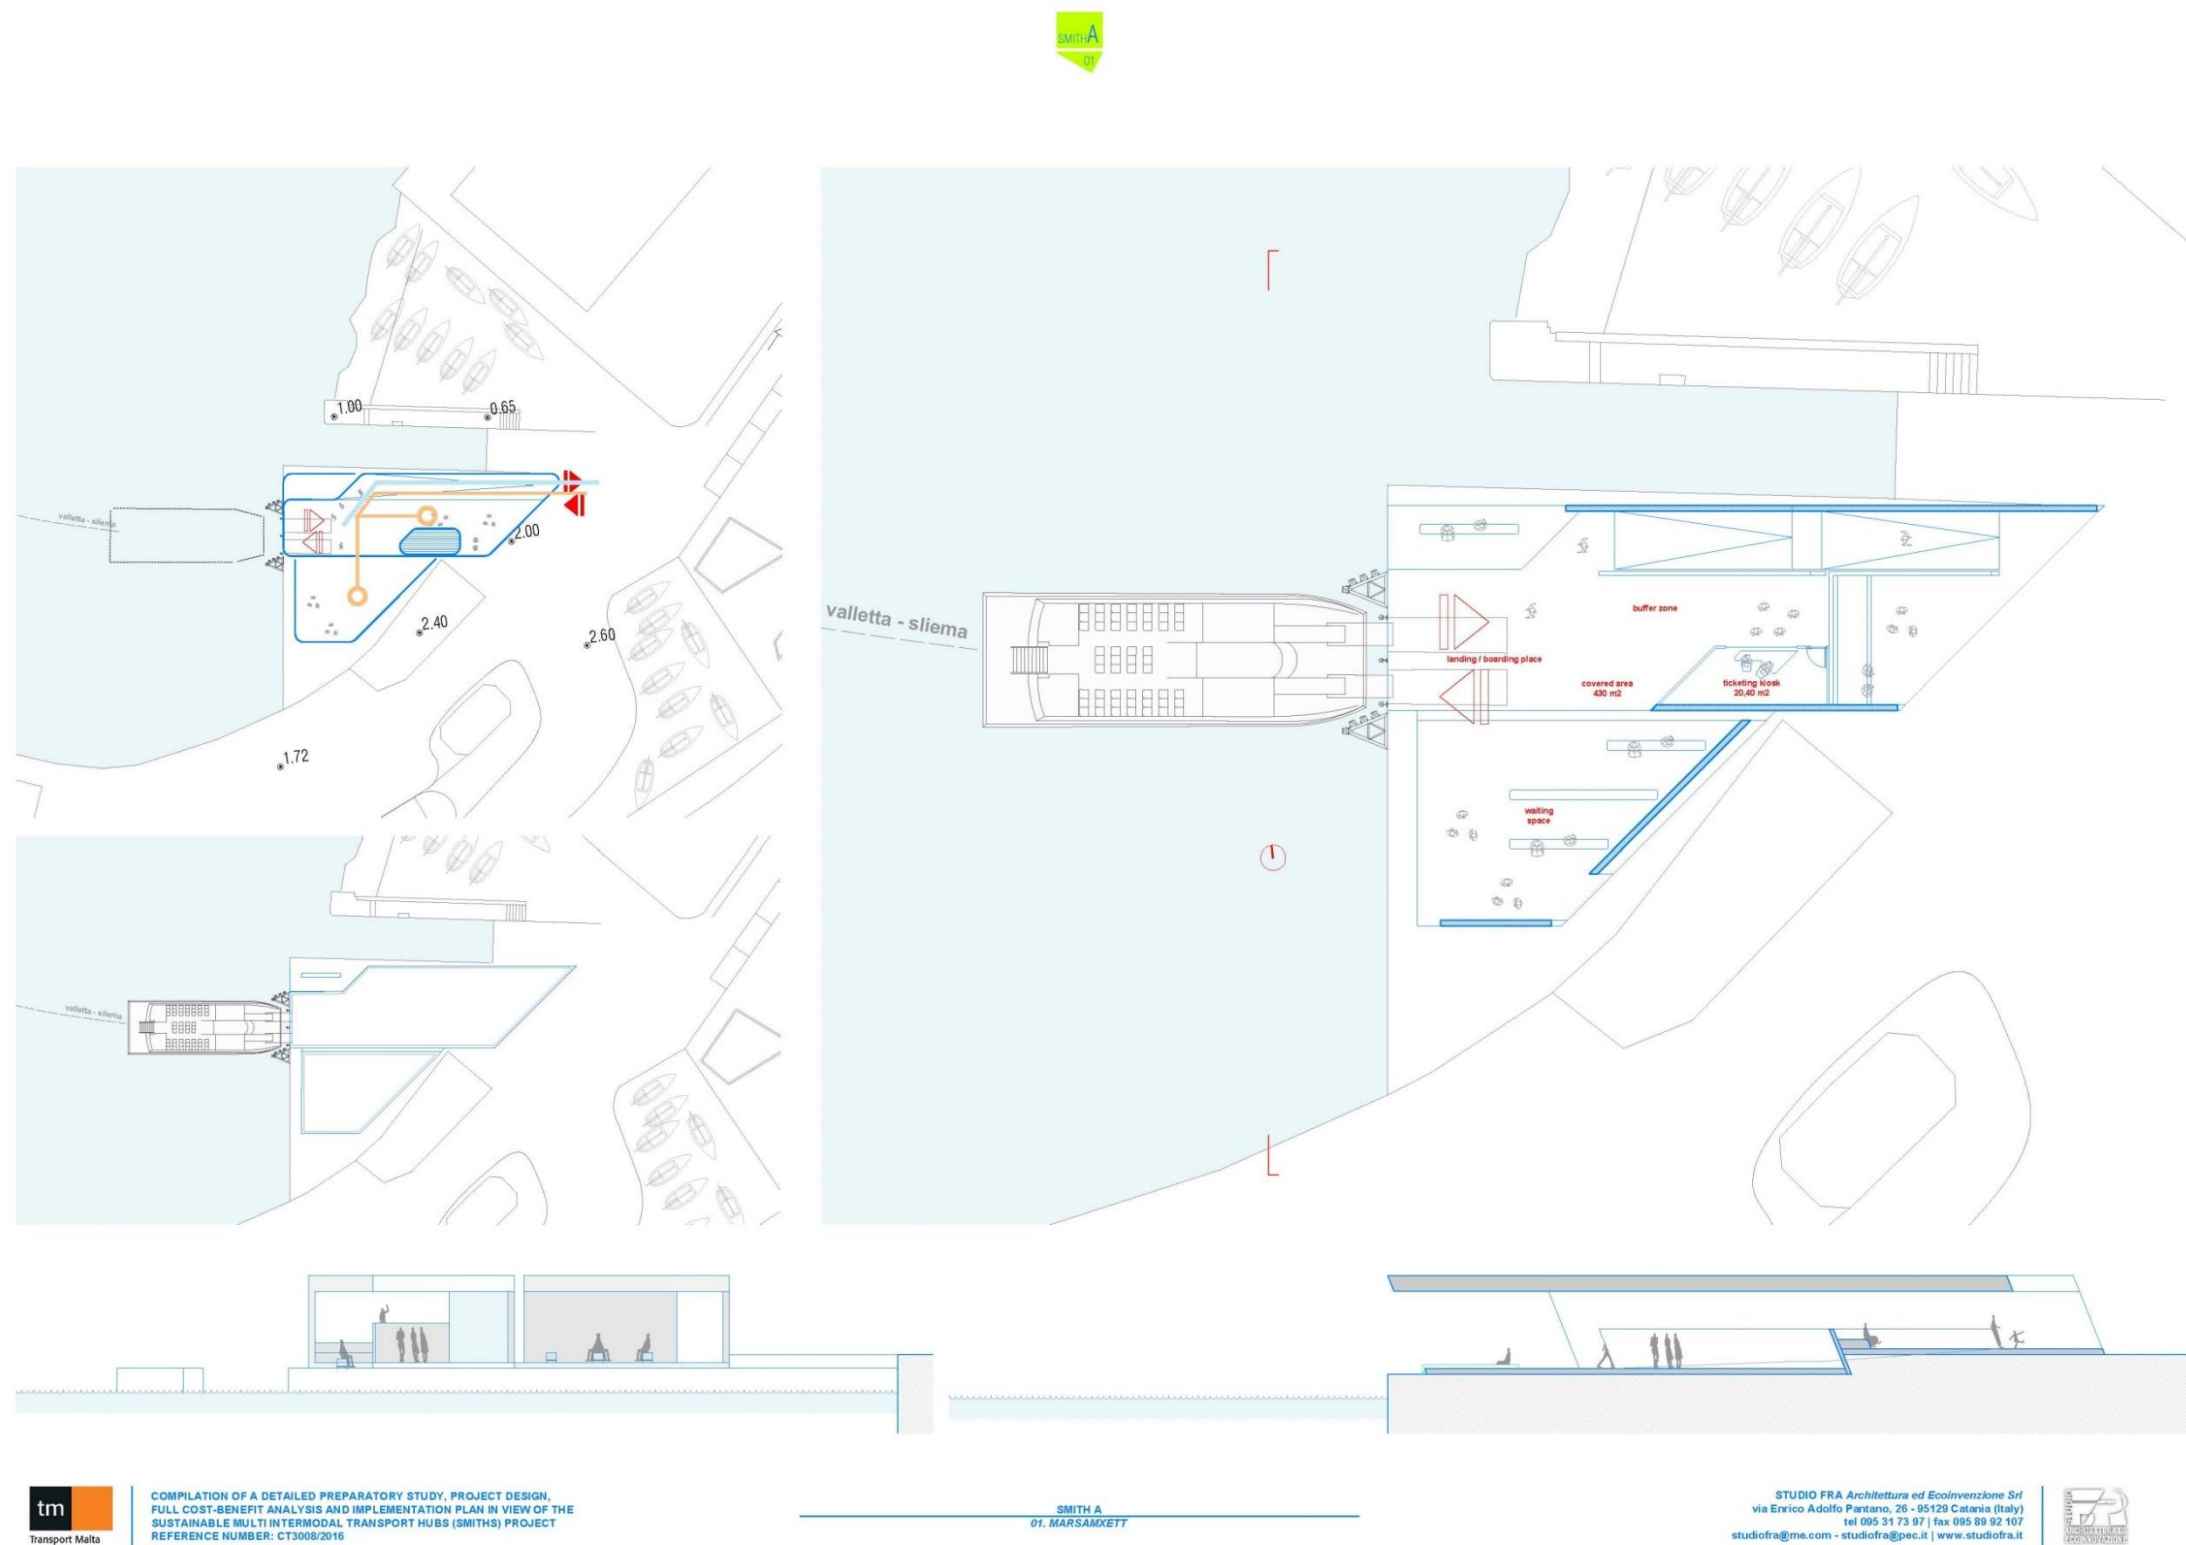 SMITHA
01
1.00
0.65
valletta - sliema
2.00
2.40
2.60
1.72
valletta - sliema
valletta - sliema
buffer zone
landing / boarding place
covered area
430 m2
ticketing kiosk
20,40 m2
waiting
space
tm
Transport Malta
COMPILATION OF A DETAILED PREPARATORY STUDY, PROJECT DESIGN,
FULL COST-BENEFIT ANALYSIS AND IMPLEMENTATION PLAN IN VIEW OF THE
SUSTAINABLE MULTI INTERMODAL TRANSPORT HUBS (SMITHS) PROJECT
REFERENCE NUMBER: CT3008/2016
SMITH A
01. MARSAMXETT
STUDIO FRA Architettura ed Ecoinvenzione Srl
via Enrico Adolfo Pantano, 26 - 95129 Catania (Italy)
tel 095 31 73 97 | fax 095 89 92 107
studiofra@me.com - studiofra@pec.it | www.studiofra.it